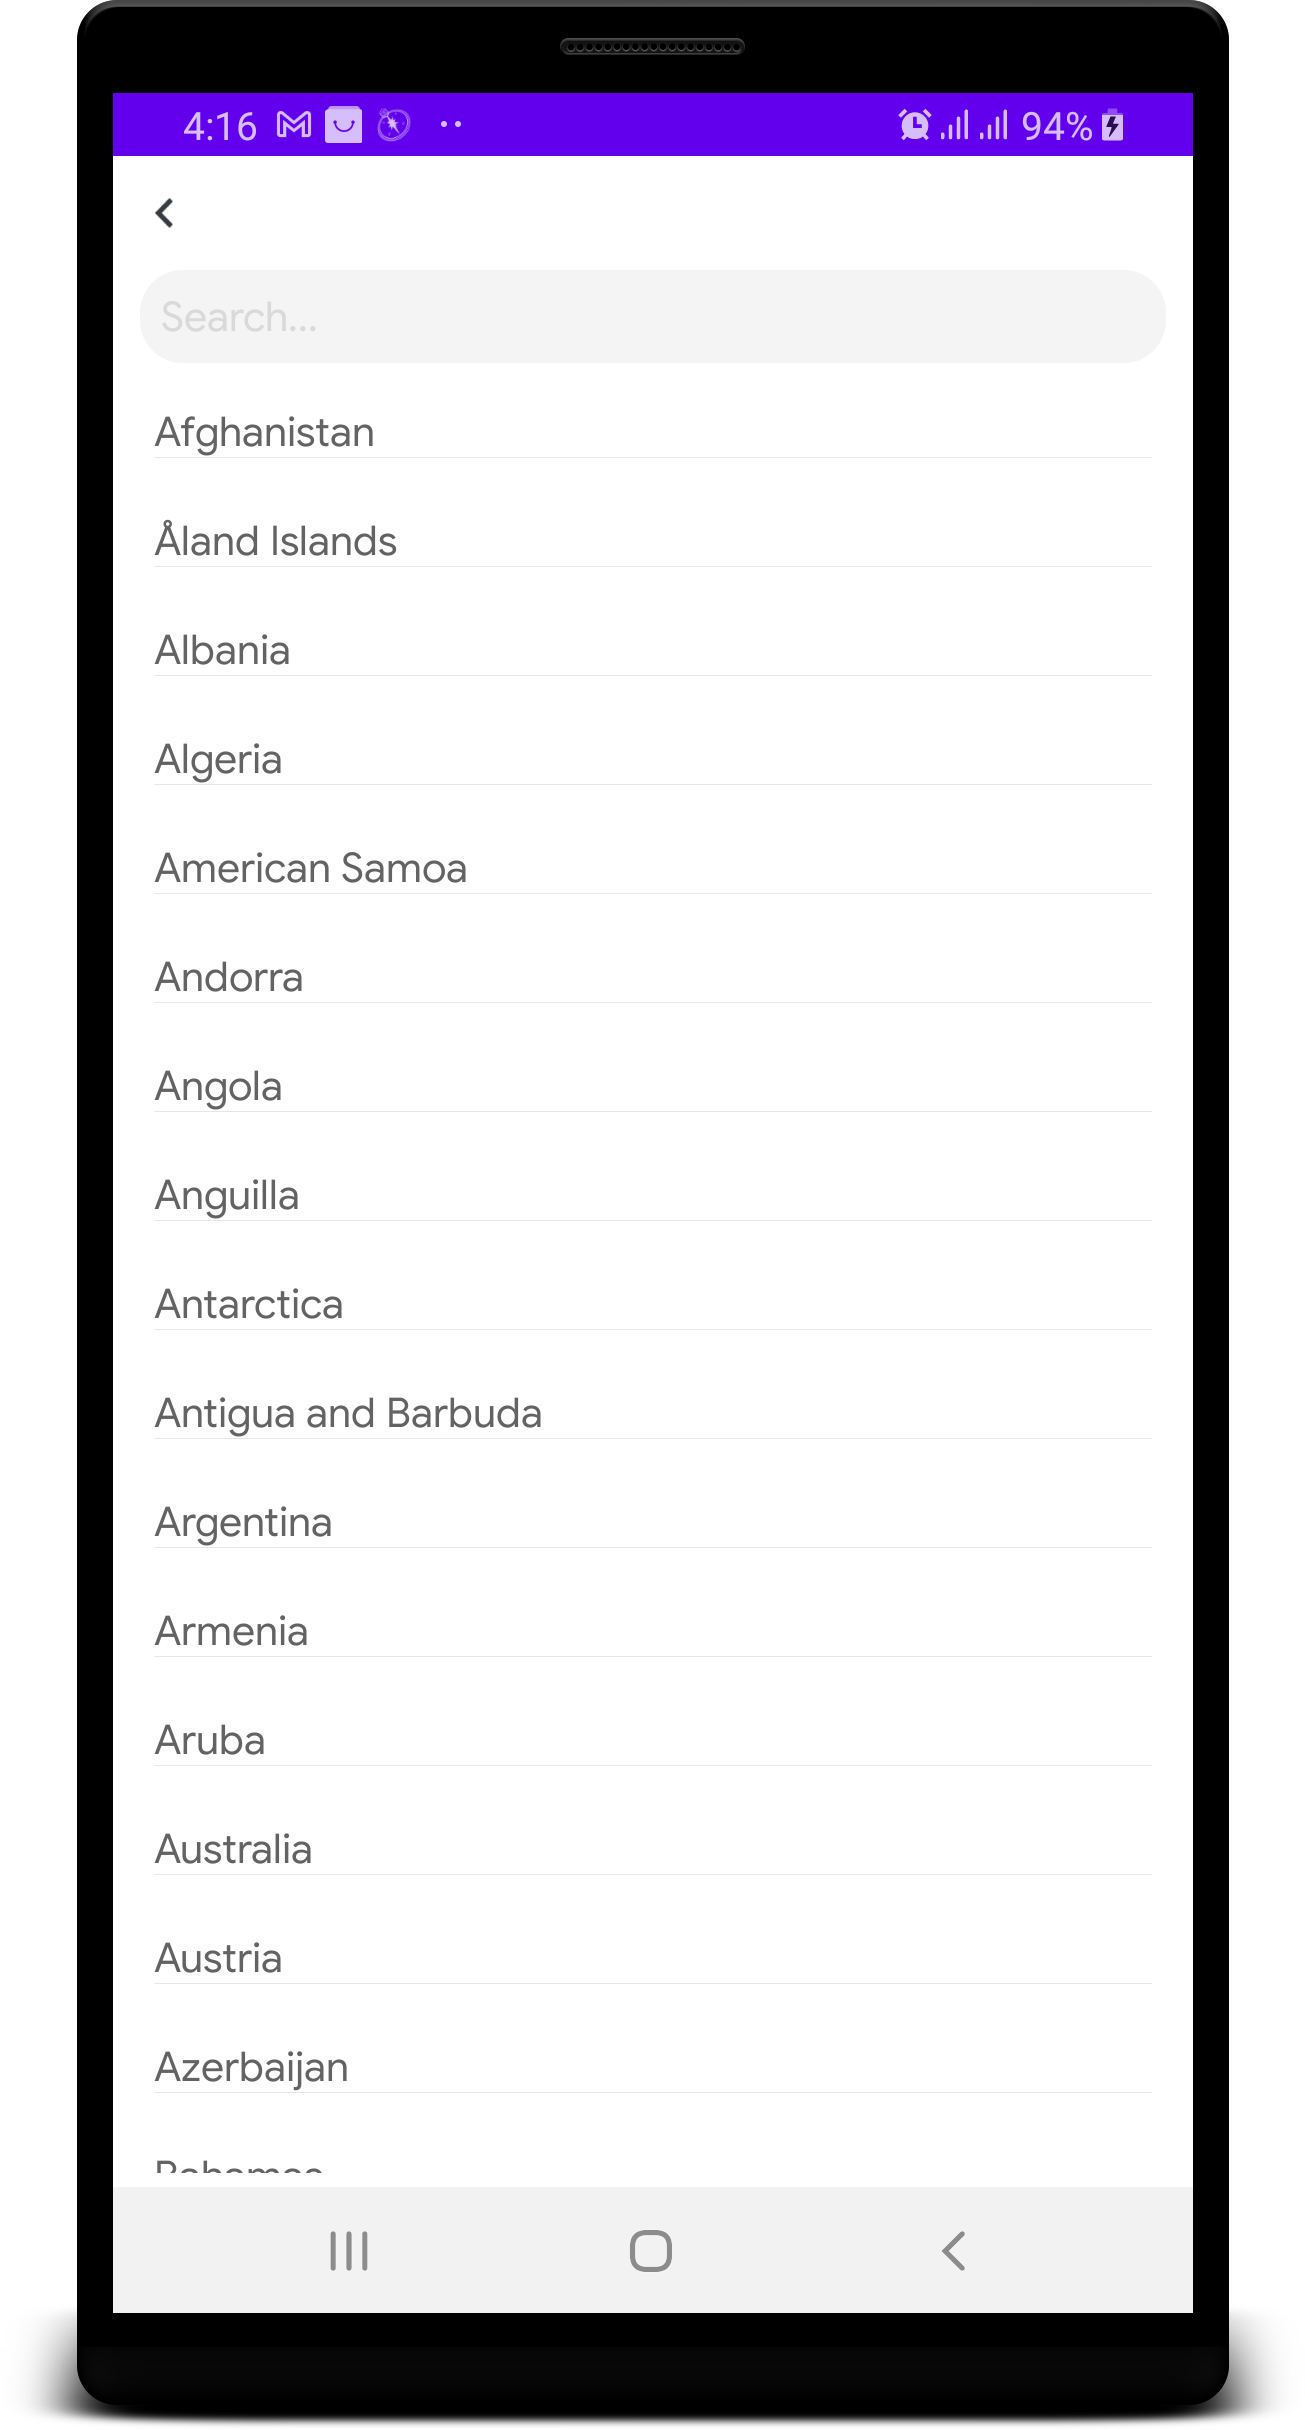 4:16
94%
Search...
Afghanistan
Åland Islands
Albania
Algeria
American Samoa
Andorra
Angola
Anguilla
Antarctica
Antigua and Barbuda
Argentina
Armenia
Aruba
Australia
Austria
Azerbaijan
Bahamas